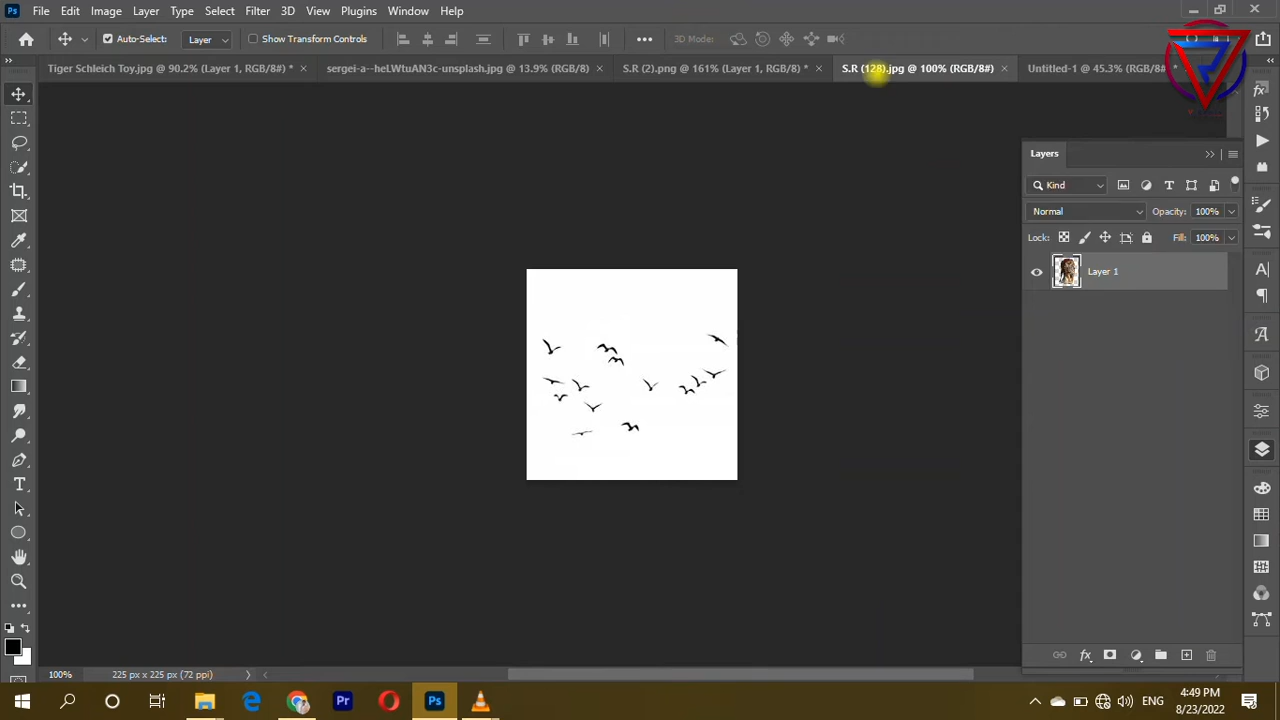 Ps File Edit Image Layer Type Select Filter 3D View Plugins Window Help
Auto-Select: Layer Show Transform Controls 3D Mode:
Tiger Schleich Toy.jpg @ 90.2% (Layer 1, RGB/8#) * × sergei-a--heLWtuAN3c-unsplash.jpg @ 13.9% (RGB/8) × S.R (2).png @ 161% (Layer 1, RGB/8) * × S.R (128).jpg @ 100% (RGB/8#) × Untitled-1 @ 45.3% (RGB/8#
Layers
Kind
Normal Opacity: 100%
Lock: Fill: 100%
Layer 1
100% 225 px x 225 px (72 ppi)
Pr Ps ENG 4:49 PM
8/23/2022